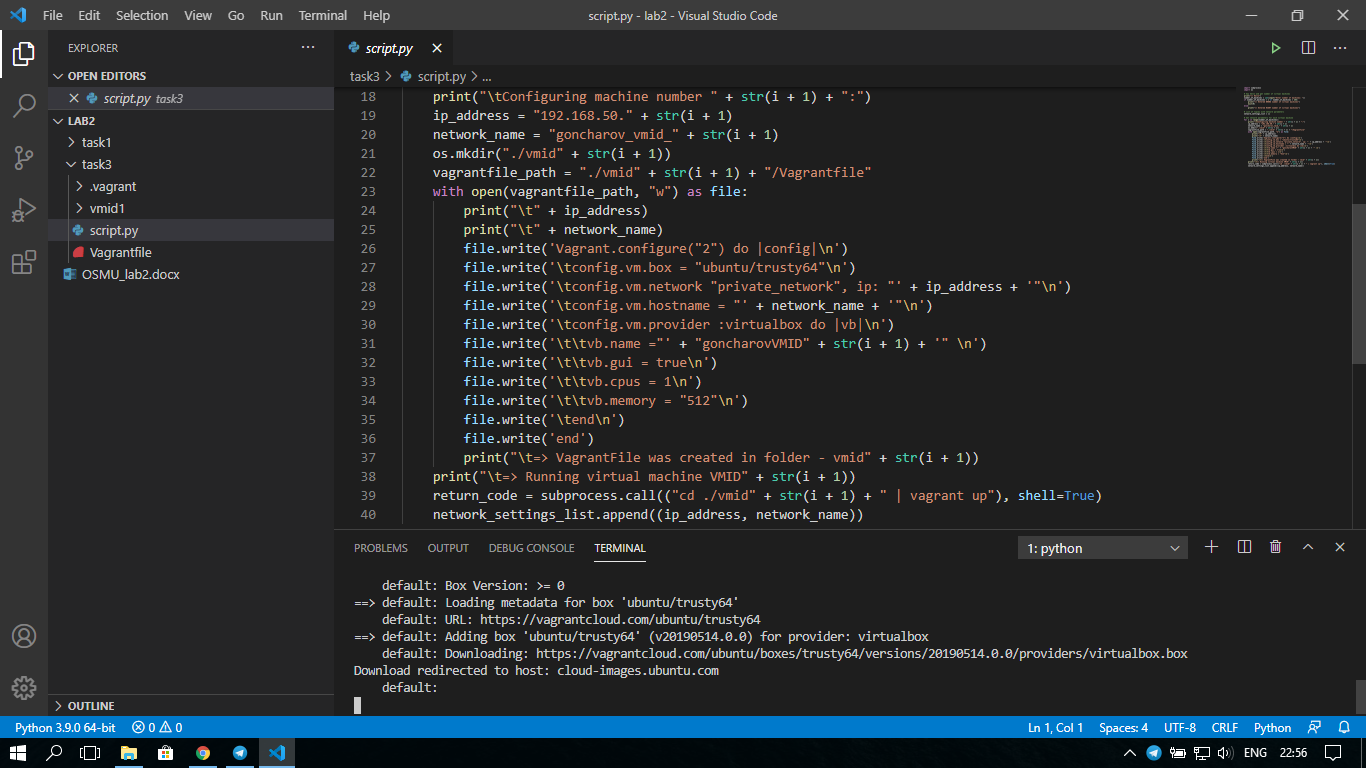 File Edit Selection View Go Run Terminal Help
script.py - lab2 - Visual Studio Code
EXPLORER
OPEN EDITORS
script.py task3
LAB2
task1
task3
.vagrant
vmid1
script.py
Vagrantfile
OSMU_lab2.docx
OUTLINE
script.py
task3 > script.py > ...
18 print("\tConfiguring machine number " + str(i + 1) + ":")
19 ip_address = "192.168.50." + str(i + 1)
20 network_name = "goncharov_vmid_" + str(i + 1)
21 os.mkdir("./vmid" + str(i + 1))
22 vagrantfile_path = "./vmid" + str(i + 1) + "/Vagrantfile"
23 with open(vagrantfile_path, "w") as file:
24 print("\t" + ip_address)
25 print("\t" + network_name)
26 file.write('Vagrant.configure("2") do |config|\n')
27 file.write('\tconfig.vm.box = "ubuntu/trusty64"\n')
28 file.write('\tconfig.vm.network "private_network", ip: "' + ip_address + '"\n')
29 file.write('\tconfig.vm.hostname = "' + network_name + '"\n')
30 file.write('\tconfig.vm.provider :virtualbox do |vb|\n')
31 file.write('\t\tvb.name ="' + "goncharovVMID" + str(i + 1) + '" \n')
32 file.write('\t\tvb.gui = true\n')
33 file.write('\t\tvb.cpus = 1\n')
34 file.write('\t\tvb.memory = "512"\n')
35 file.write('\tend\n')
36 file.write('end')
37 print("\t=> VagrantFile was created in folder - vmid" + str(i + 1))
38 print("\t=> Running virtual machine VMID" + str(i + 1))
39 return_code = subprocess.call(("cd ./vmid" + str(i + 1) + " | vagrant up"), shell=True)
40 network_settings_list.append((ip_address, network_name))
PROBLEMS OUTPUT DEBUG CONSOLE TERMINAL
1: python
default: Box Version: >= 0
==> default: Loading metadata for box 'ubuntu/trusty64'
default: URL: https://vagrantcloud.com/ubuntu/trusty64
==> default: Adding box 'ubuntu/trusty64' (v20190514.0.0) for provider: virtualbox
default: Downloading: https://vagrantcloud.com/ubuntu/boxes/trusty64/versions/20190514.0.0/providers/virtualbox.box
Download redirected to host: cloud-images.ubuntu.com
default:
Python 3.9.0 64-bit 0 0
Ln 1, Col 1 Spaces: 4 UTF-8 CRLF Python
ENG 22:56